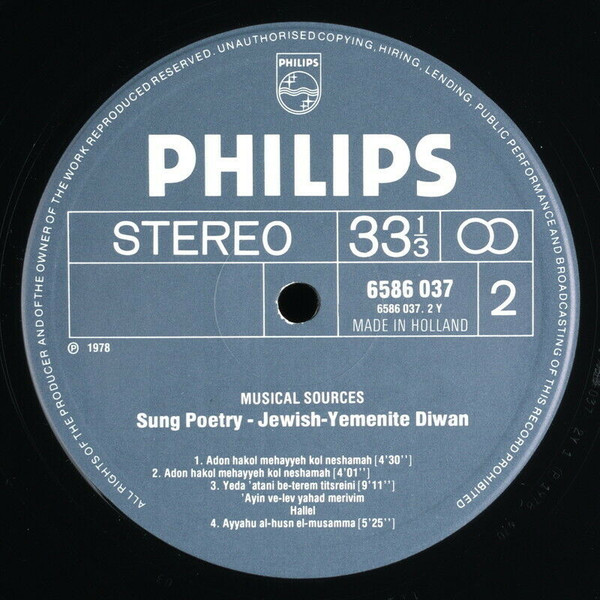 ALL RIGHTS OF THE PRODUCER AND OF THE OWNER OF THE WORK REPRODUCED RESERVED. UNAUTHORISED COPYING, HIRING, LENDING, PUBLIC PERFORMANCE AND BROADCASTING OF THIS RECORD PROHIBITED
PHILIPS
PHILIPS
STEREO 33⅓
6586 037
6586 037. 2 Y 2
MADE IN HOLLAND
℗ 1978
MUSICAL SOURCES
Sung Poetry - Jewish-Yemenite Diwan
1. Adon hakol mehayyeh kol neshamah [4'30'']
2. Adon hakol mehayyeh kol neshamah [4'01'']
3. Yeda 'atani be-terem titsreini [9'11'']
'Ayin ve-lev yahad merivim
Hallel
4. Ayyahu al-husn el-musamma [5'25'']